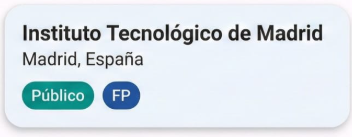 Instituto Tecnológico de Madrid
Madrid, España
Público FP